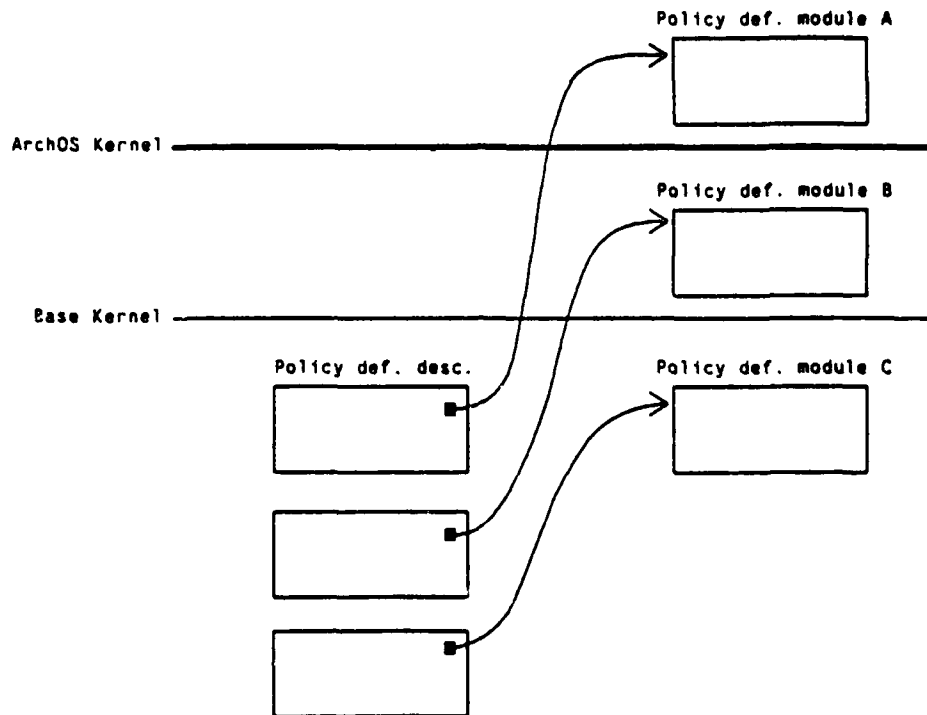 Policy def. module A
ArchOS Kernel
Policy def. module B
Base Kernel
Policy def. desc.
Policy def. module C